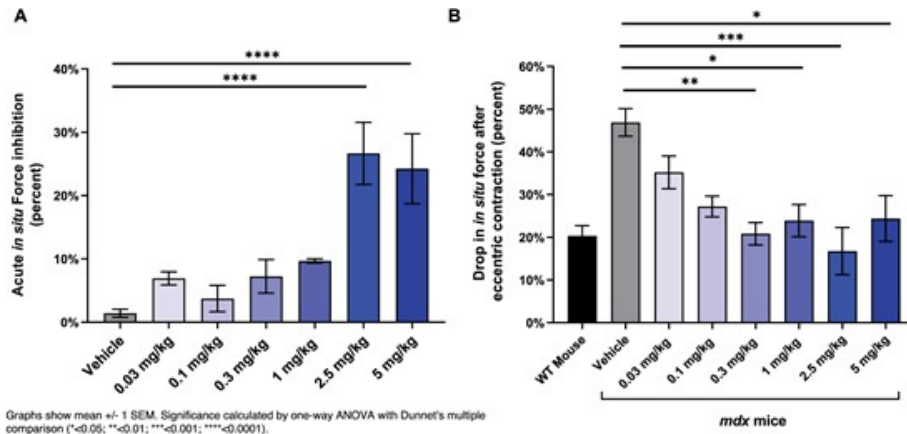 A
Acute in situ Force inhibition
(percent)
40%
30%
20%
10%
0%
****
****
Vehicle
0.03 mg/kg
0.1 mg/kg
0.3 mg/kg
1 mg/kg
2.5 mg/kg
5 mg/kg
Graphs show mean +/- 1 SEM. Significance calculated by one-way ANOVA with Dunnet's multiple
comparison (*<0.05; **<0.01; ***<0.001; ****<0.0001).
B
Drop in in situ force after
eccentric contraction (percent)
60%
50%
40%
30%
20%
10%
0%
*
***
*
**
WT Mouse
Vehicle
0.03 mg/kg
0.1 mg/kg
0.3 mg/kg
1 mg/kg
2.5 mg/kg
5 mg/kg
mdx mice